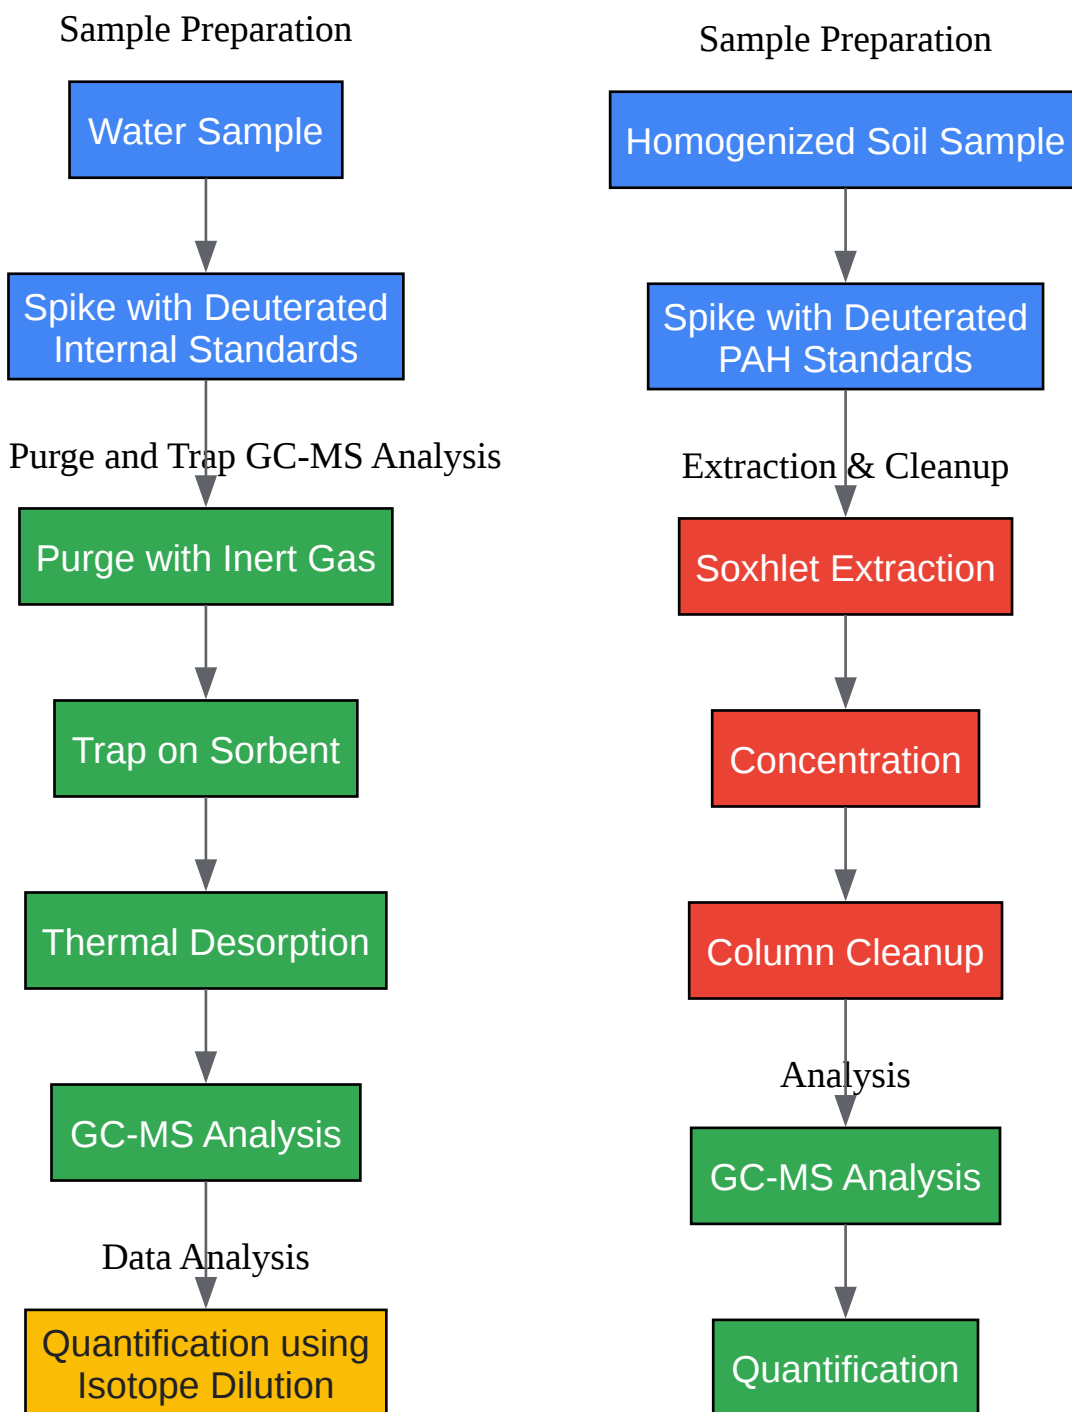 Sample Preparation
Water Sample
Spike with Deuterated
Internal Standards
Purge and Trap GC-MS Analysis
Purge with Inert Gas
Trap on Sorbent
Thermal Desorption
GC-MS Analysis
Data Analysis
Quantification using
Isotope Dilution
Sample Preparation
Homogenized Soil Sample
Spike with Deuterated
PAH Standards
Extraction & Cleanup
Soxhlet Extraction
Concentration
Column Cleanup
Analysis
GC-MS Analysis
Quantification